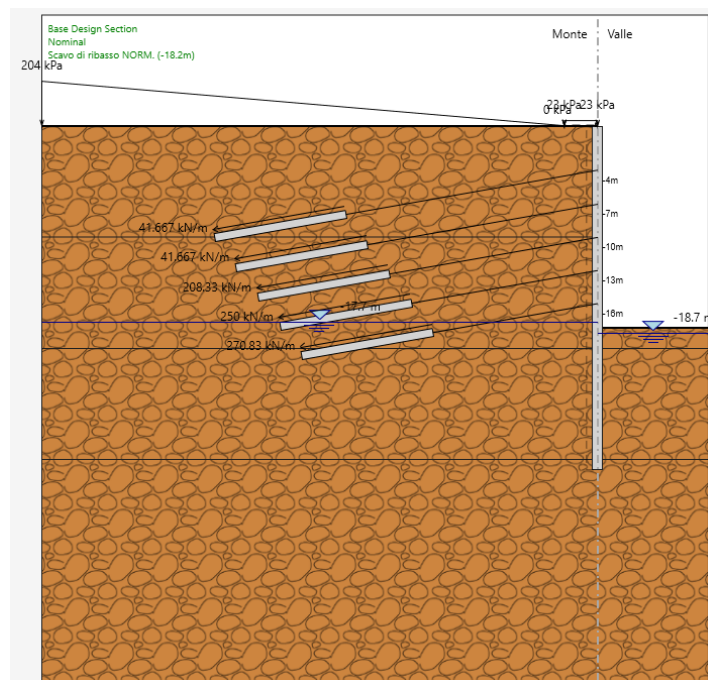 Base Design Section
Nominal
Scavo di ribasso NORM. (-18.2m)
Monte
Valle
204 kPa
23 kPa
23 kPa
0 kPa
-4m
-7m
-10m
-13m
-16m
41.667 kN/m
41.667 kN/m
208.33 kN/m
250 kN/m
-17.7 m
270.83 kN/m
-18.7 m